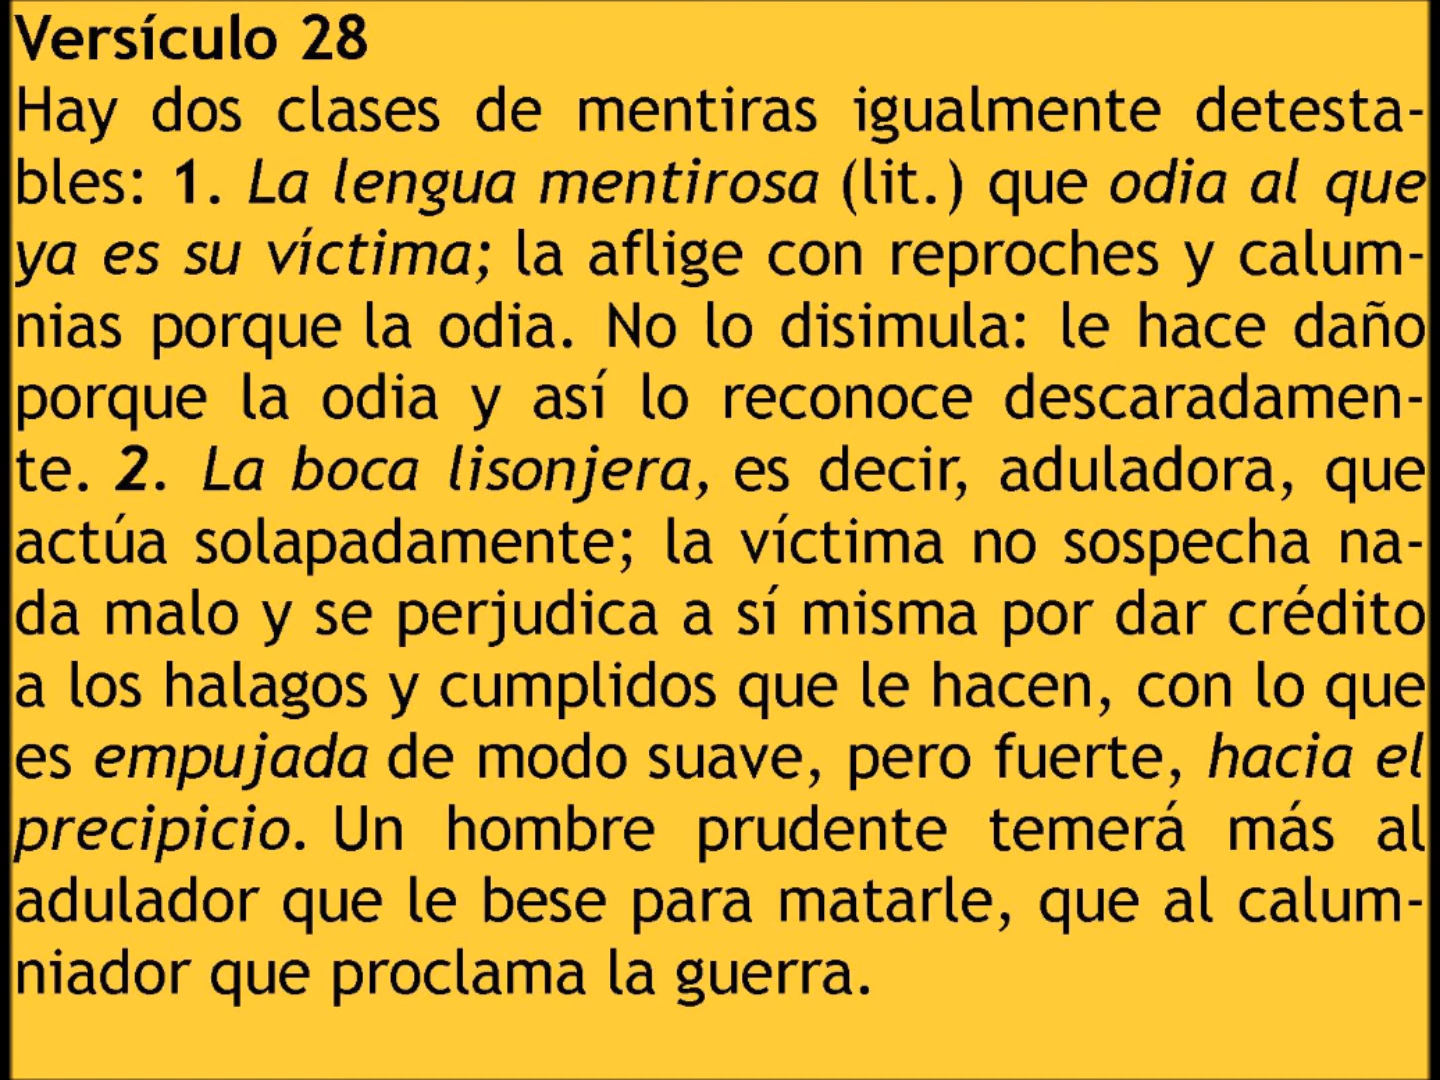 Versículo 28
Hay dos clases de mentiras igualmente detesta-
bles: 1. La lengua mentirosa (lit.) que odia al que
ya es su víctima; la aflige con reproches y calum-
nias porque la odia. No lo disimula: le hace daño
porque la odia y así lo reconoce descaradamen-
te. 2. La boca lisonjera, es decir, aduladora, que
actúa solapadamente; la víctima no sospecha na-
da malo y se perjudica a sí misma por dar crédito
a los halagos y cumplidos que le hacen, con lo que
es empujada de modo suave, pero fuerte, hacia el
precipicio. Un hombre prudente temerá más al
adulador que le bese para matarle, que al calum-
niador que proclama la guerra.